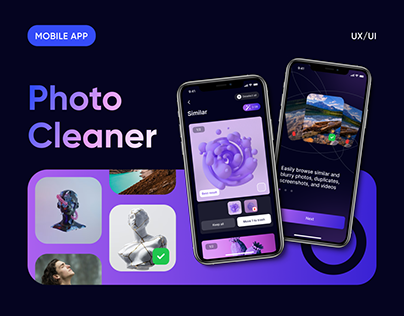 MOBILE APP
UX/UI
Photo
Cleaner
Similar
Easily browse similar and
blurry photos, duplicates,
screenshots, and videos
Next
Best result
Keep all
Move 1 to trash